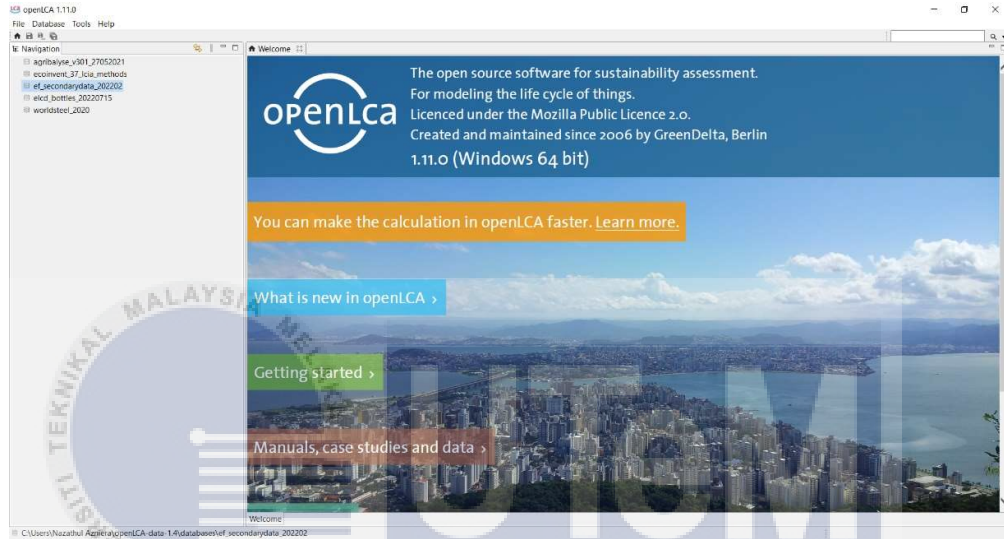 openLCA 1.11.0
File Database Tools Help
Navigation
Welcome
agribalyse_v301_27052021
ecoinvent_37_lcia_methods
ef_secondarydata_202202
elcd_bottles_20220715
worldsteel_2020
openLCA
The open source software for sustainability assessment.
For modeling the life cycle of things.
Licenced under the Mozilla Public Licence 2.0.
Created and maintained since 2006 by GreenDelta, Berlin
1.11.0 (Windows 64 bit)
You can make the calculation in openLCA faster. Learn more.
What is new in openLCA ›
Getting started ›
Manuals, case studies and data ›
TEKNIKAL MALAYSIA
UTeM
Welcome
C:\Users\Nazathul Azniera\openLCA-data-1.4\databases\ef_secondarydata_202202